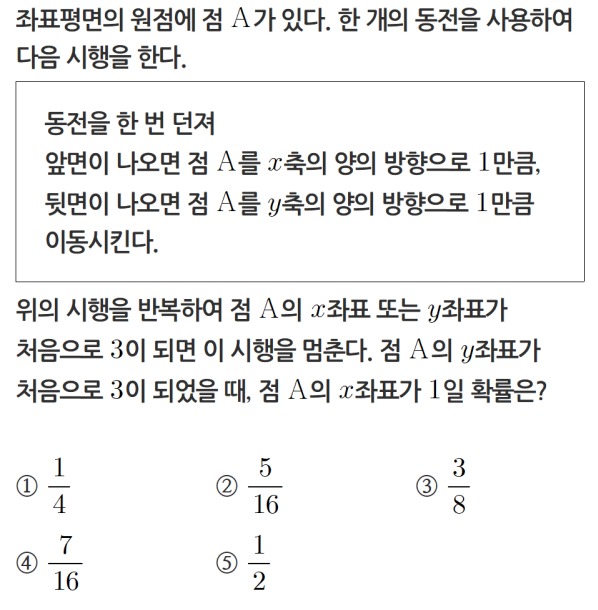 좌표평면의 원점에 점 A가 있다. 한 개의 동전을 사용하여
다음 시행을 한다.
동전을 한 번 던져
앞면이 나오면 점 A를 x축의 양의 방향으로 1만큼,
뒷면이 나오면 점 A를 y축의 양의 방향으로 1만큼
이동시킨다.
위의 시행을 반복하여 점 A의 x좌표 또는 y좌표가
처음으로 3이 되면 이 시행을 멈춘다. 점 A의 y좌표가
처음으로 3이 되었을 때, 점 A의 x좌표가 1일 확률은?
① 1/4 ② 5/16 ③ 3/8
④ 7/16 ⑤ 1/2